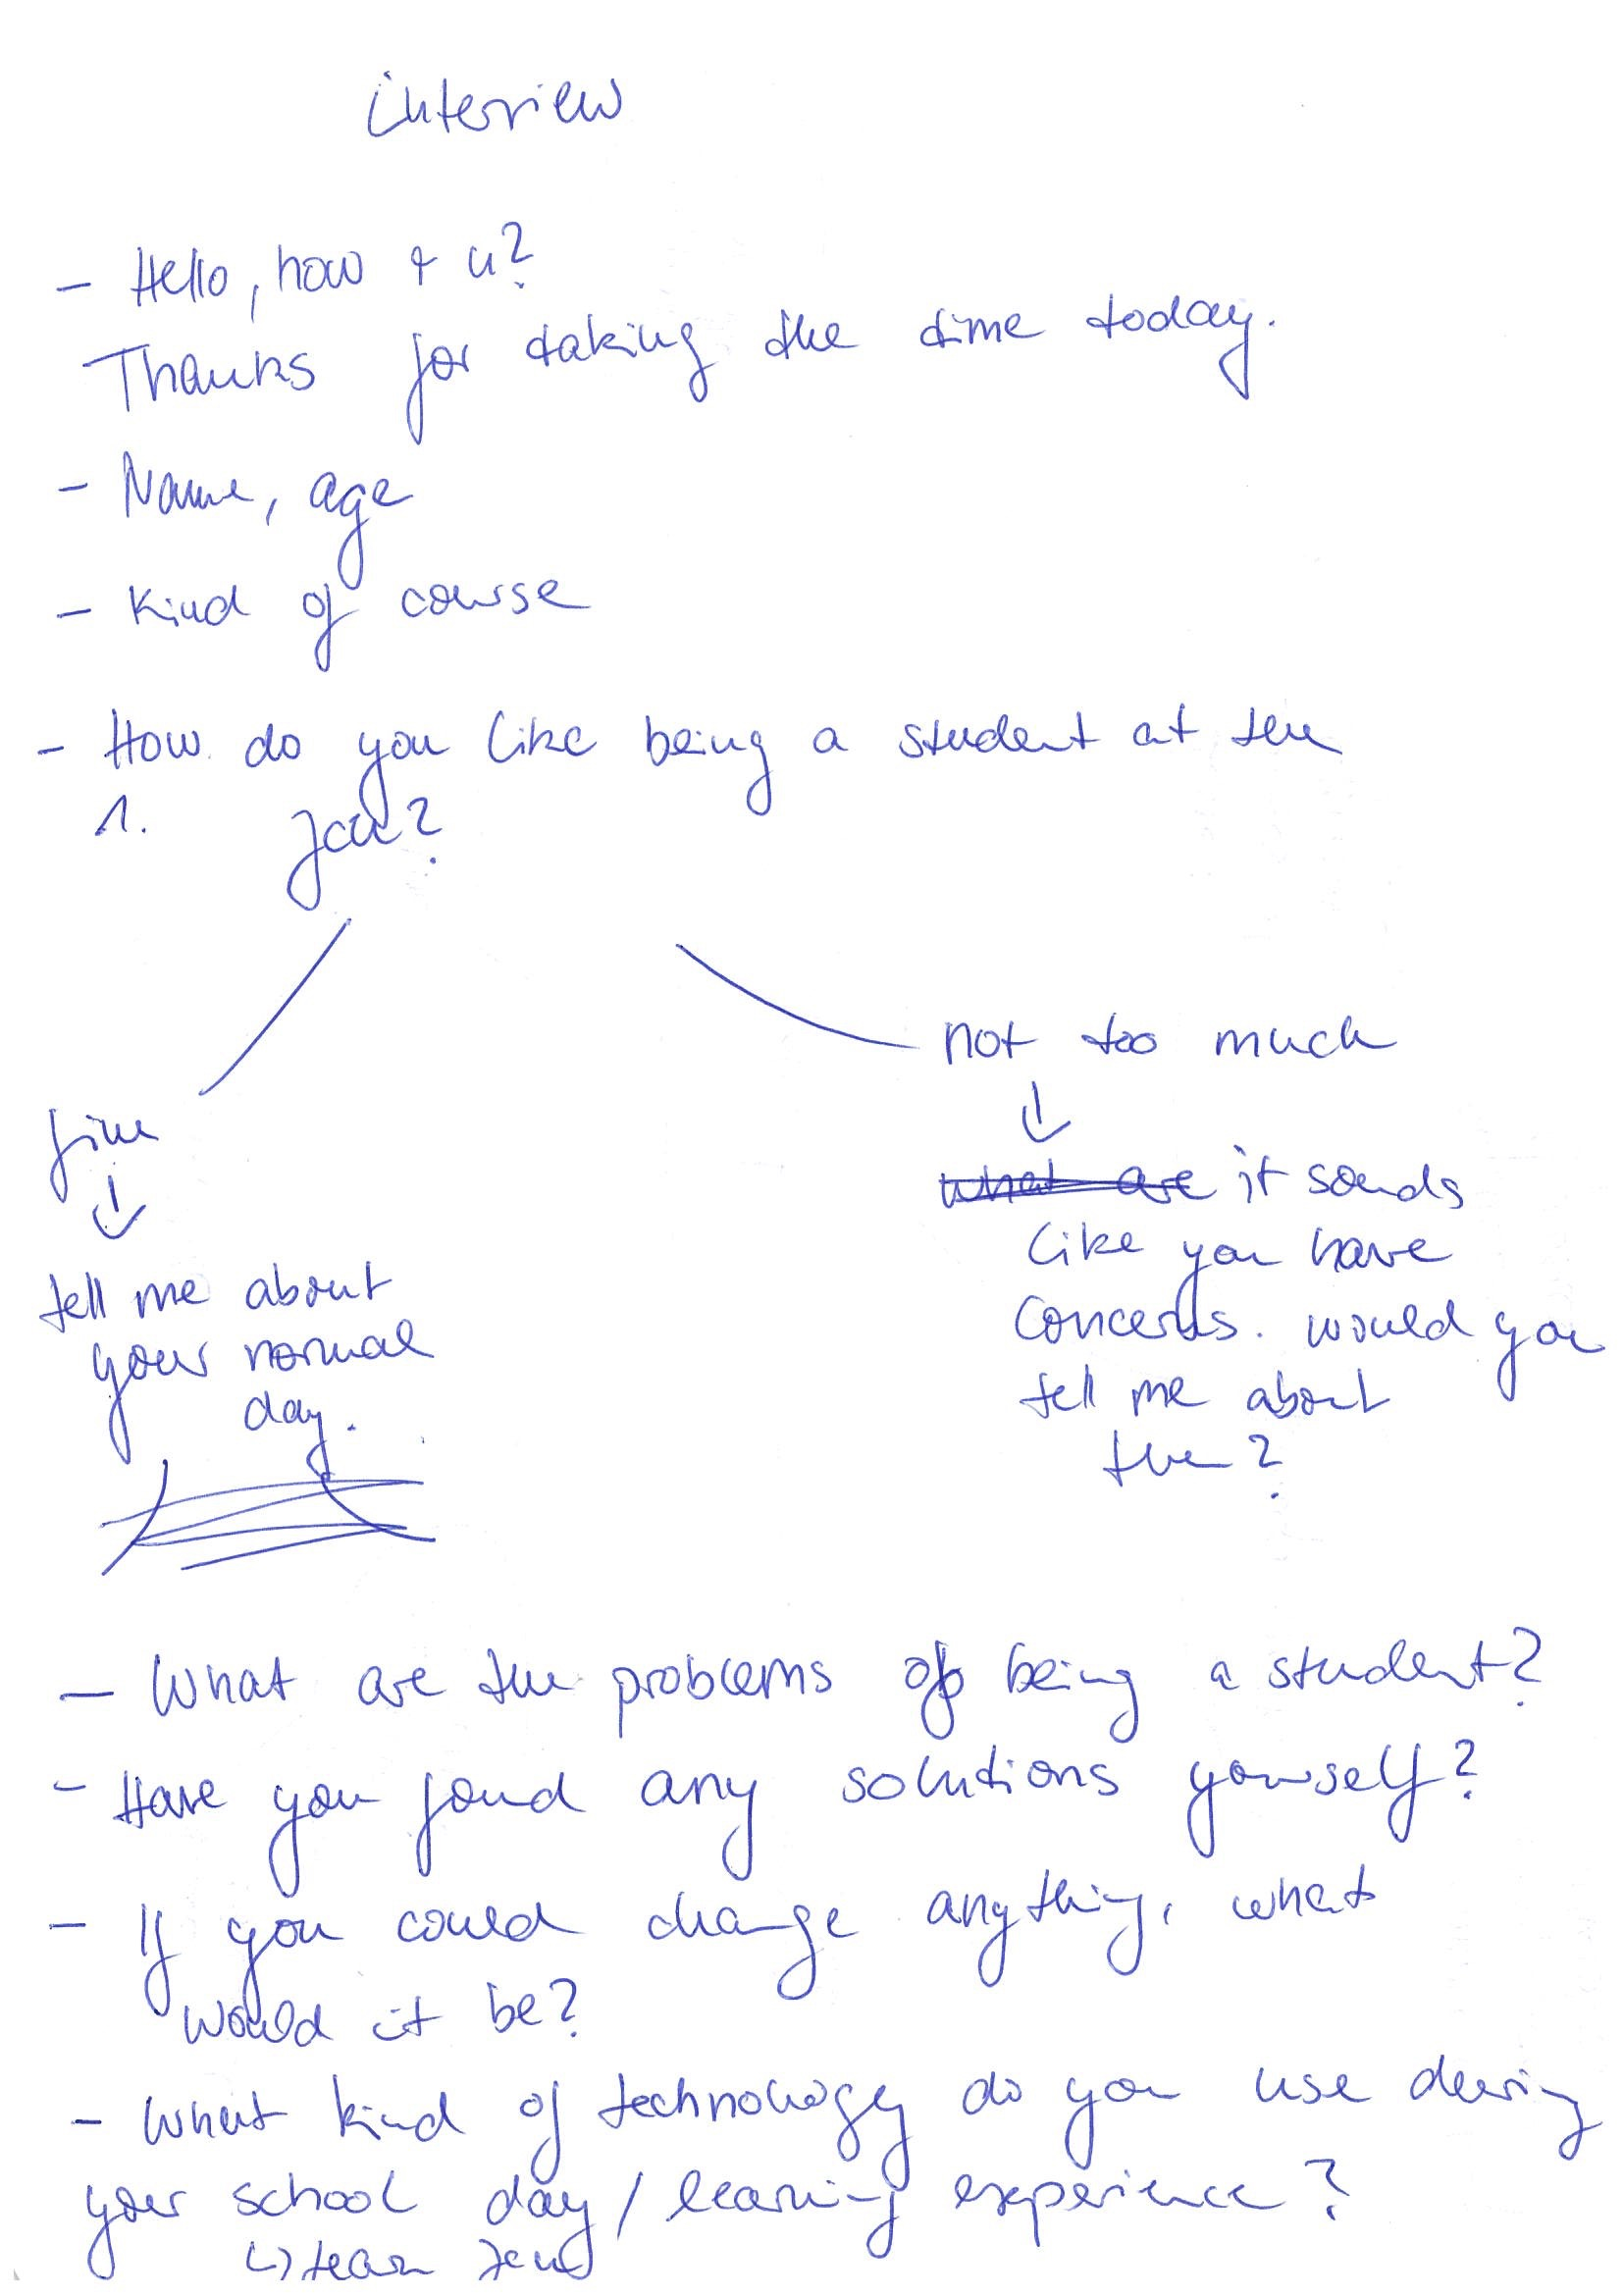 interview
- Hello, how r u?
Thanks for taking the time today.
- Name, age
- Kind of course
- How do you like being a student at the
1.
not too much
fine
↓
↓
what are it sounds
like you have
concerns. would you
tell me about
your normal
day.
tell me about
the?
- What are the problems of being a student?
- Have you found any solutions yourself?
- If you could change anything, what
would it be?
- What kind of technology do you use during
your school day / learning experience?
↳ team